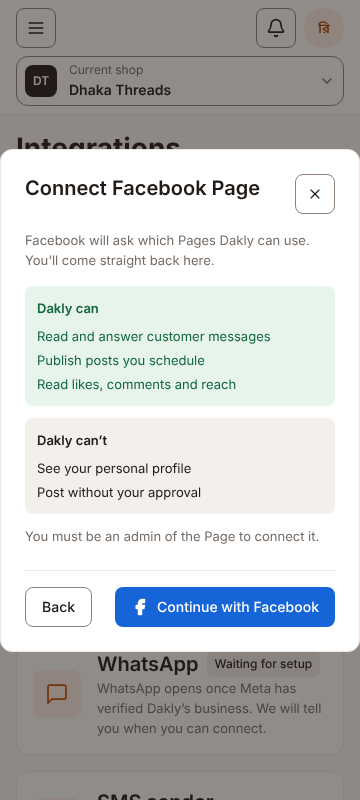 রি
Current shop
DT
Dhaka Threads
Integrations
Connect Facebook Page
Facebook will ask which Pages Dakly can use.
You’ll come straight back here.
Dakly can
Read and answer customer messages
Publish posts you schedule
Read likes, comments and reach
Dakly can’t
See your personal profile
Post without your approval
You must be an admin of the Page to connect it.
Back
Continue with Facebook
WhatsApp
Waiting for setup
WhatsApp opens once Meta has
verified Dakly’s business. We will tell
you when you can connect.
SMS sender